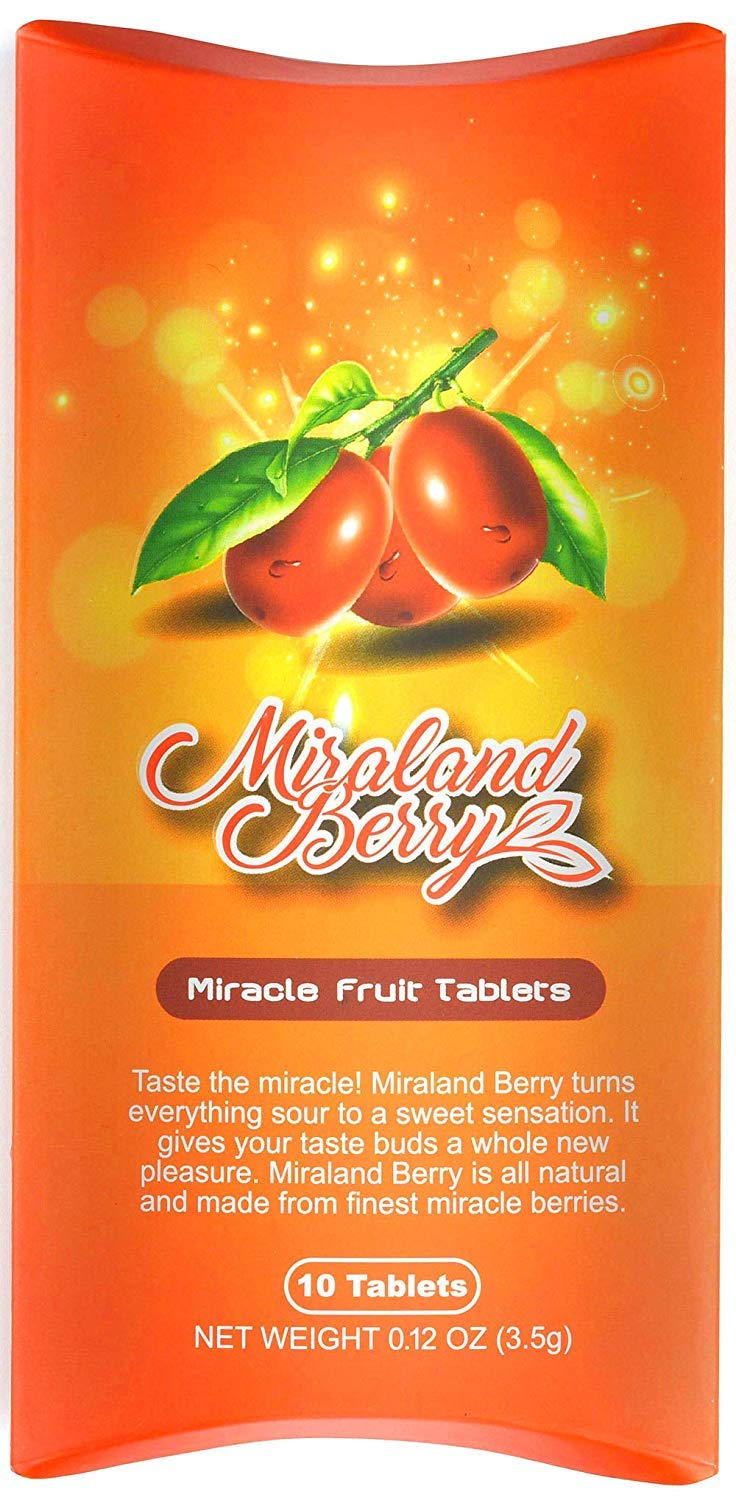 Miraland
Berry
Miracle Fruit Tablets
Taste the miracle! Miraland Berry turns
everything sour to a sweet sensation. It
gives your taste buds a whole new
pleasure. Miraland Berry is all natural
and made from finest miracle berries.
10 Tablets
NET WEIGHT 0.12 OZ (3.5g)